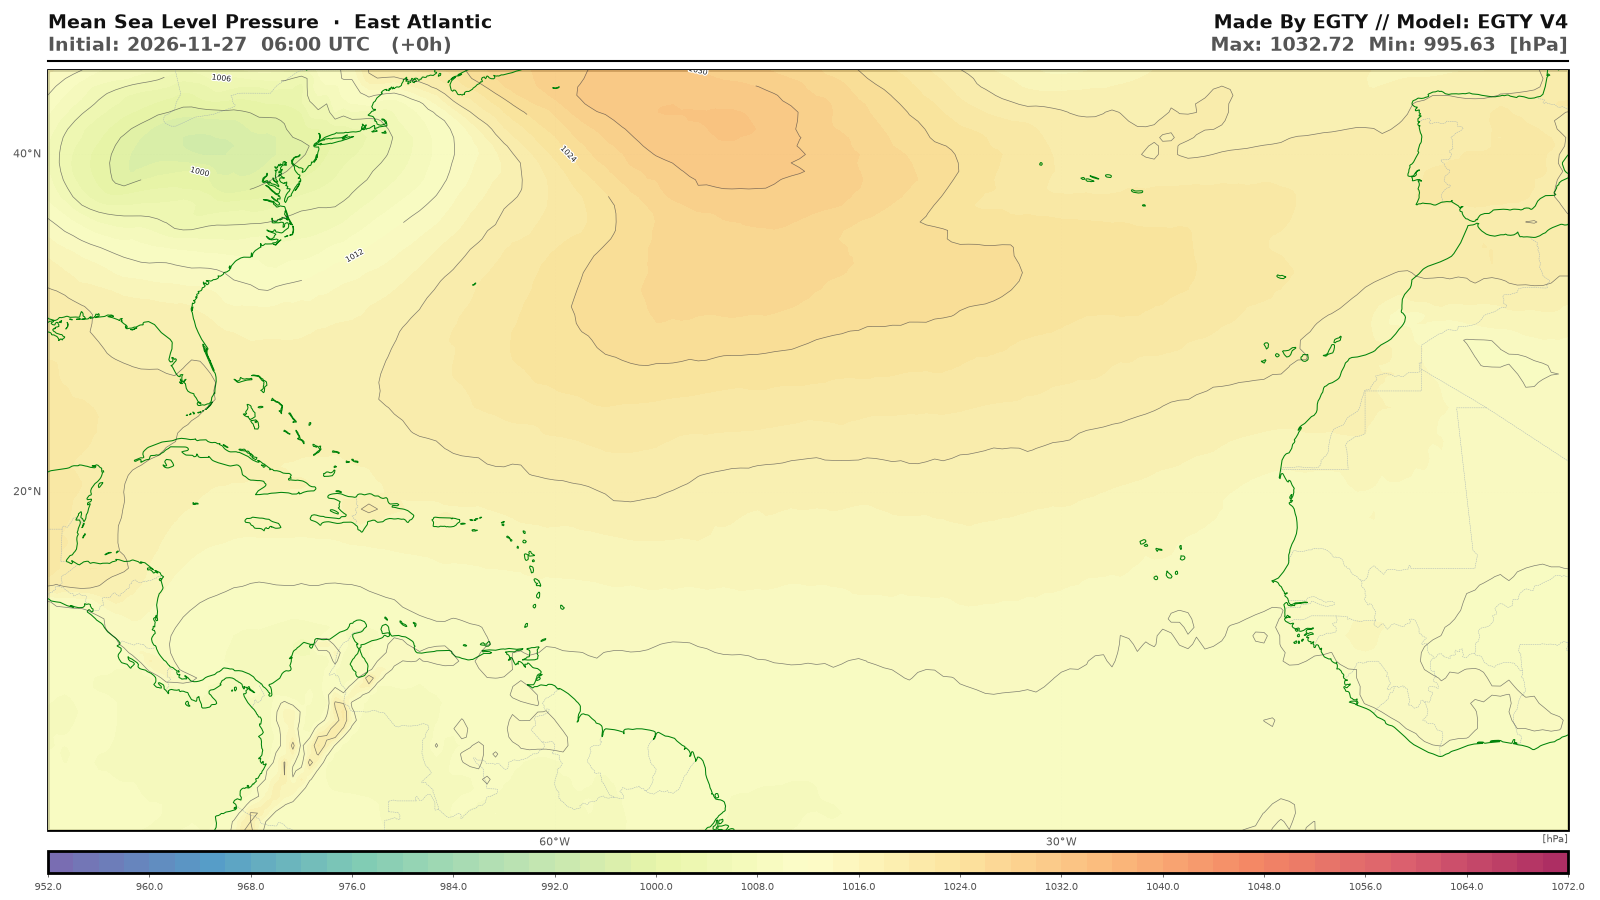 Mean Sea Level Pressure · East Atlantic
Made By EGTY // Model: EGTY V4
Initial: 2026-11-27 06:00 UTC (+0h)
Max: 1032.72 Min: 995.63 [hPa]
1006
1030
1024
1000
1012
40°N
20°N
60°W
30°W
[hPa]
952.0 960.0 968.0 976.0 984.0 992.0 1000.0 1008.0 1016.0 1024.0 1032.0 1040.0 1048.0 1056.0 1064.0 1072.0